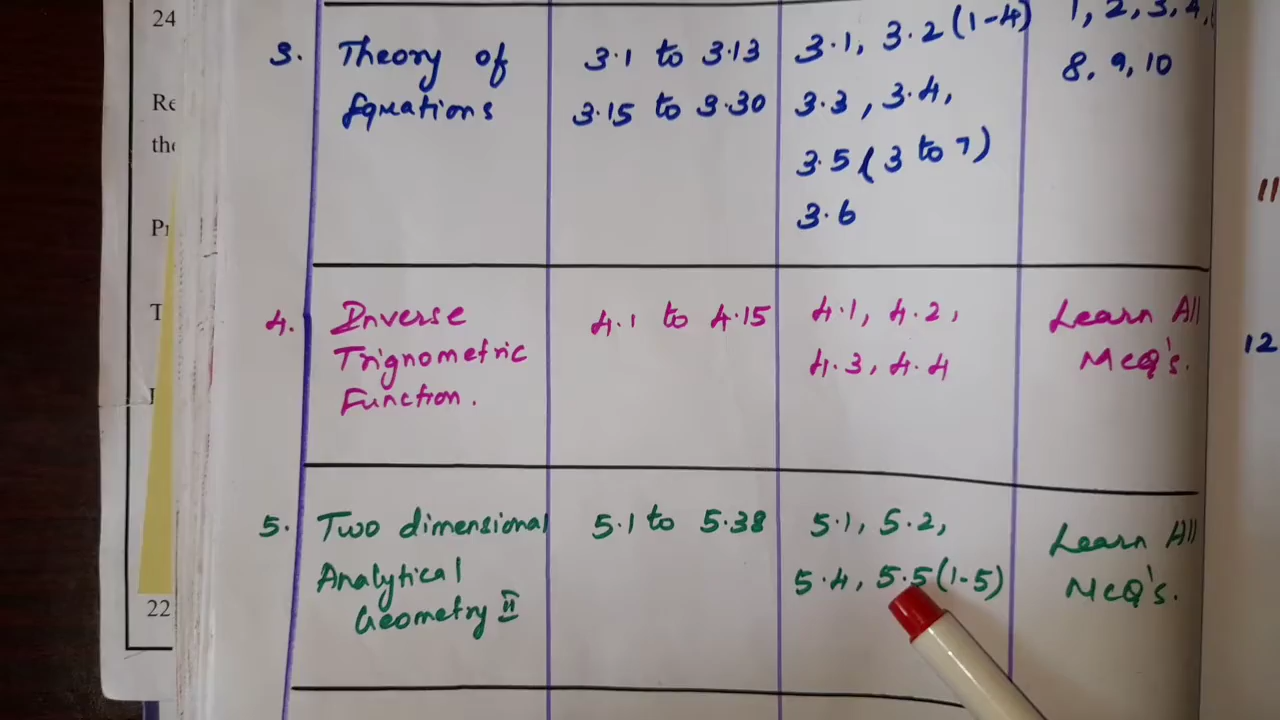 24
Re
the
Pr
T
22
3. Theory of
Equations
3.1 to 3.13
3.15 to 3.30
3.1, 3.2 (1-4)
3.3, 3.4,
3.5 (3 to 7)
3.6
1, 2, 3, 4,
8, 9, 10
4. Inverse
Trignometric
Function.
4.1 to 4.15
4.1, 4.2,
4.3, 4.4
Learn All
McQ's.
5. Two dimensional
Analytical
Geometry II
5.1 to 5.38
5.1, 5.2,
5.4, 5.5 (1-5)
Learn All
McQ's.
11
12